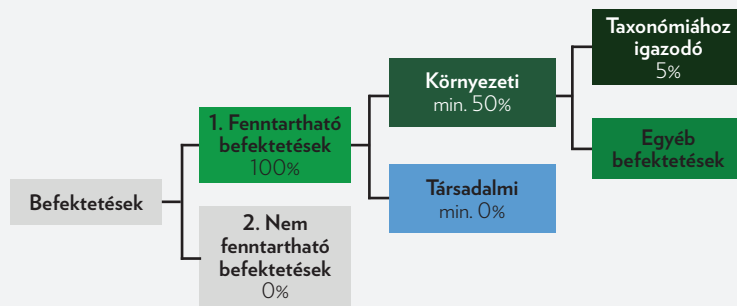 Befektetések
1. Fenntartható
befektetések
100%
2. Nem
fenntartható
befektetések
0%
Környezeti
min. 50%
Társadalmi
min. 0%
Taxonómiához
igazodó
5%
Egyéb
befektetések